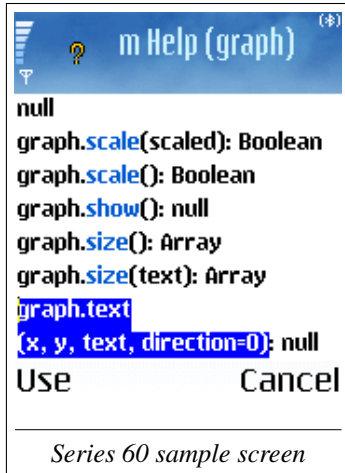 m Help (graph)
null
graph.scale(scaled): Boolean
graph.scale(): Boolean
graph.show(): null
graph.size(): Array
graph.size(text): Array
graph.text
(x, y, text, direction=0): null
Use Cancel
Series 60 sample screen